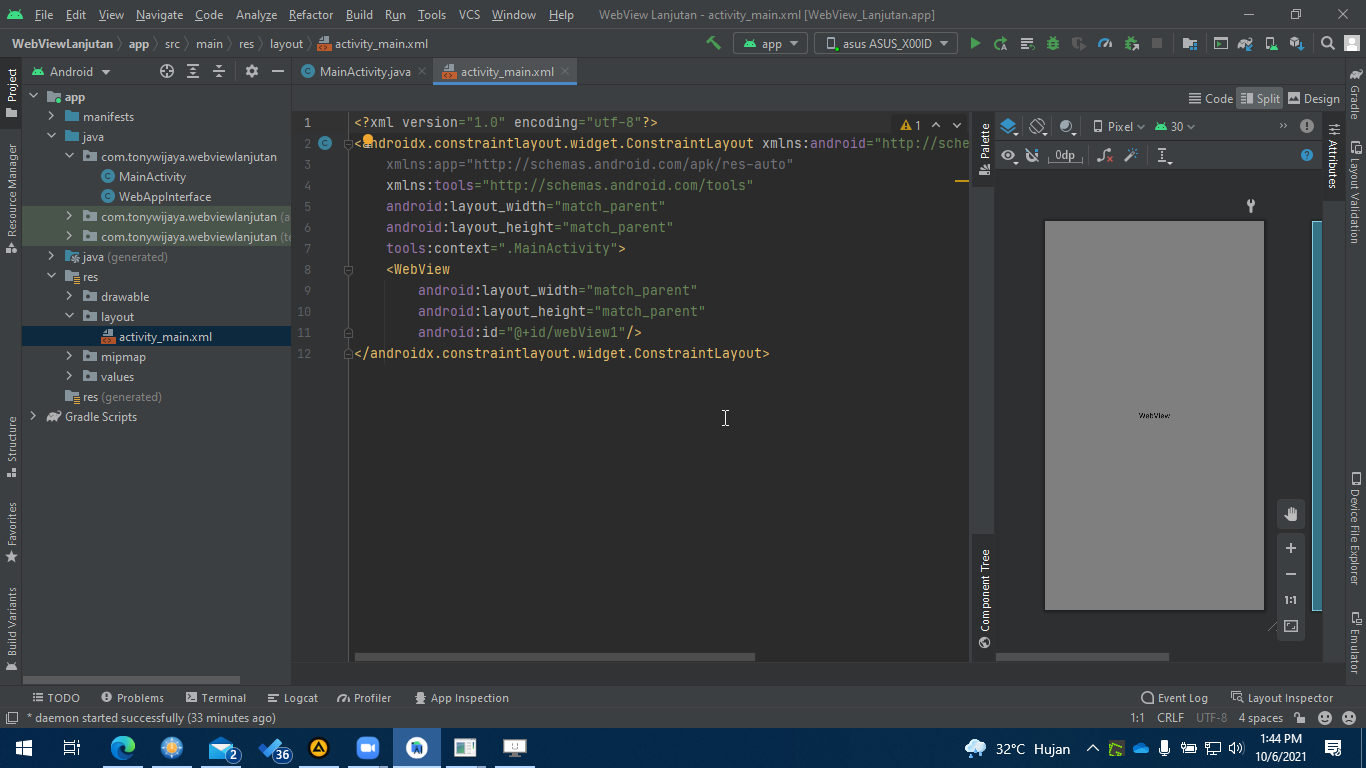 File Edit View Navigate Code Analyze Refactor Build Run Tools VCS Window Help WebView Lanjutan - activity_main.xml [WebView_Lanjutan.app]
WebViewLanjutan app src main res layout activity_main.xml app asus ASUS_X00ID
Project
Resource Manager
Structure
Favorites
Build Variants
Android
app
manifests
java
com.tonywijaya.webviewlanjutan
MainActivity
WebAppInterface
com.tonywijaya.webviewlanjutan (a
com.tonywijaya.webviewlanjutan (te
java (generated)
res
drawable
layout
activity_main.xml
mipmap
values
res (generated)
Gradle Scripts
MainActivity.java activity_main.xml
Code Split Design
1 <?xml version="1.0" encoding="utf-8"?>
2 <androidx.constraintlayout.widget.ConstraintLayout xmlns:android="http://sche
3 xmlns:app="http://schemas.android.com/apk/res-auto"
4 xmlns:tools="http://schemas.android.com/tools"
5 android:layout_width="match_parent"
6 android:layout_height="match_parent"
7 tools:context=".MainActivity">
8 <WebView
9 android:layout_width="match_parent"
10 android:layout_height="match_parent"
11 android:id="@+id/webView1"/>
12 </androidx.constraintlayout.widget.ConstraintLayout>
1
Palette
Component Tree
Pixel 30
0dp
WebView
1:1
Attributes
Gradle
Layout Validation
Device File Explorer
Emulator
TODO Problems Terminal Logcat Profiler App Inspection Event Log Layout Inspector
* daemon started successfully (33 minutes ago) 1:1 CRLF UTF-8 4 spaces
2 36 32°C Hujan 1:44 PM
10/6/2021